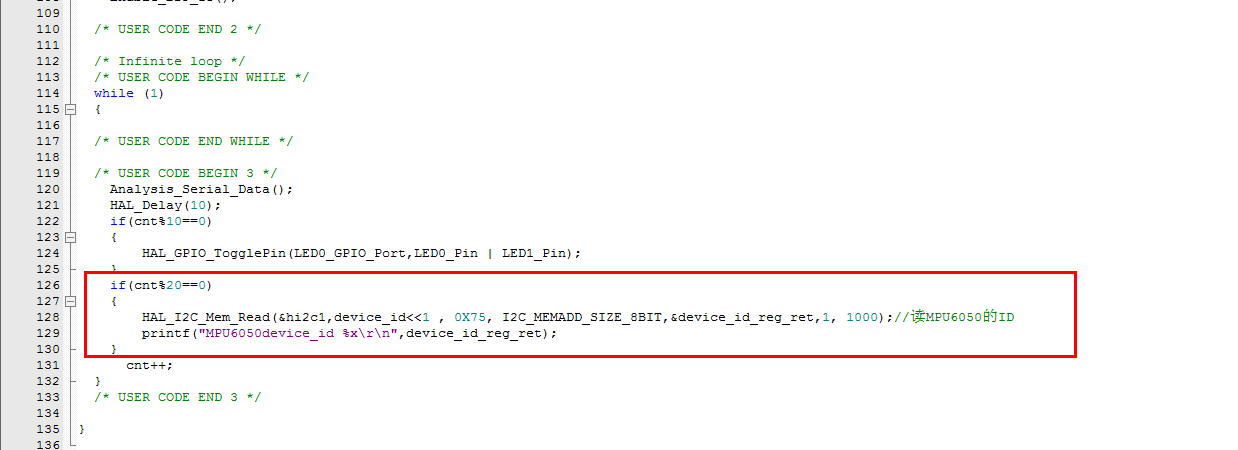 109
110 /* USER CODE END 2 */
111
112 /* Infinite loop */
113 /* USER CODE BEGIN WHILE */
114 while (1)
115 {
116
117 /* USER CODE END WHILE */
118
119 /* USER CODE BEGIN 3 */
120 Analysis_Serial_Data();
121 HAL_Delay(10);
122 if(cnt%10==0)
123 {
124 HAL_GPIO_TogglePin(LED0_GPIO_Port,LED0_Pin | LED1_Pin);
125 }
126 if(cnt%20==0)
127 {
128 HAL_I2C_Mem_Read(&hi2c1,device_id<<1 , 0X75, I2C_MEMADD_SIZE_8BIT,&device_id_reg_ret,1, 1000);//读MPU6050的ID
129 printf("MPU6050device_id %x\r\n",device_id_reg_ret);
130 }
131 cnt++;
132 }
133 /* USER CODE END 3 */
134
135 }
136